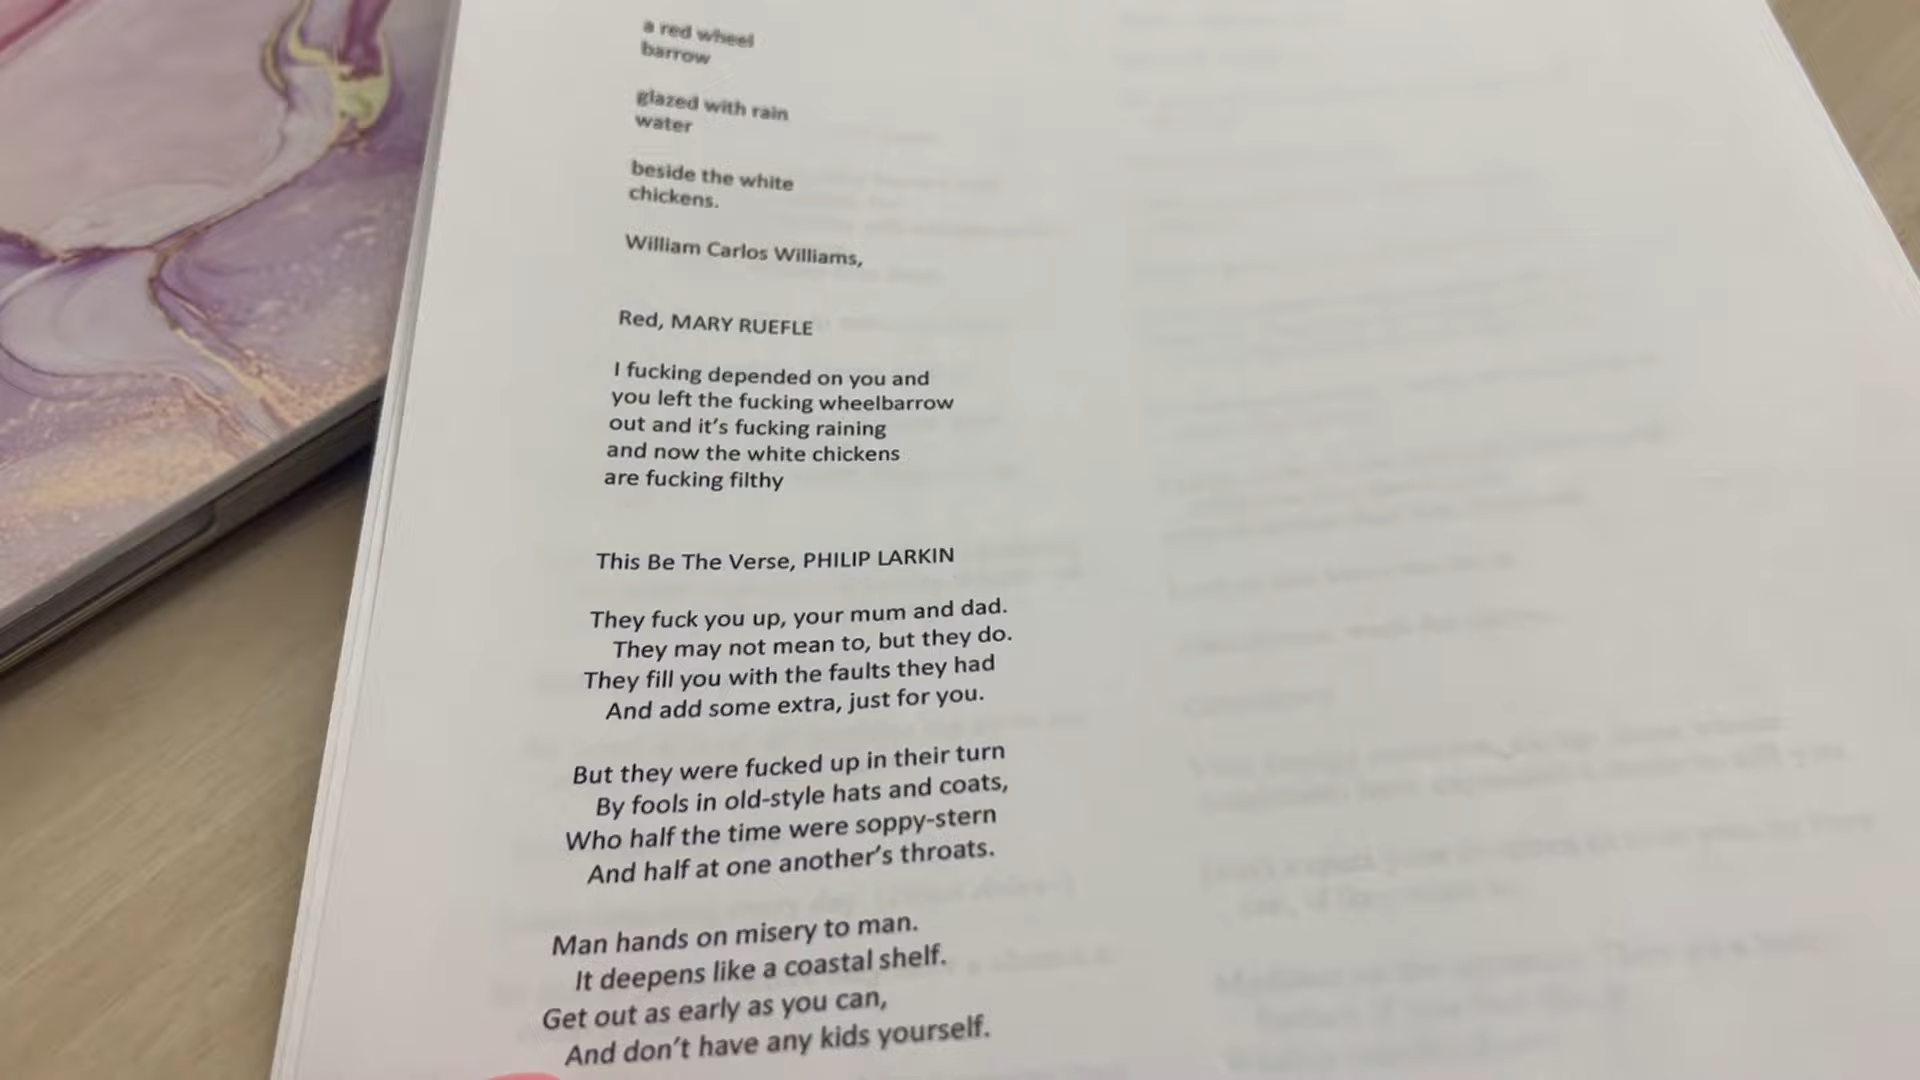 a red wheel
barrow
glazed with rain
water
beside the white
chickens.
William Carlos Williams,
Red, MARY RUEFLE
I fucking depended on you and
you left the fucking wheelbarrow
out and it's fucking raining
and now the white chickens
are fucking filthy
This Be The Verse, PHILIP LARKIN
They fuck you up, your mum and dad.
They may not mean to, but they do.
They fill you with the faults they had
And add some extra, just for you.
But they were fucked up in their turn
By fools in old-style hats and coats,
Who half the time were soppy-stern
And half at one another's throats.
Man hands on misery to man.
It deepens like a coastal shelf.
Get out as early as you can,
And don't have any kids yourself.